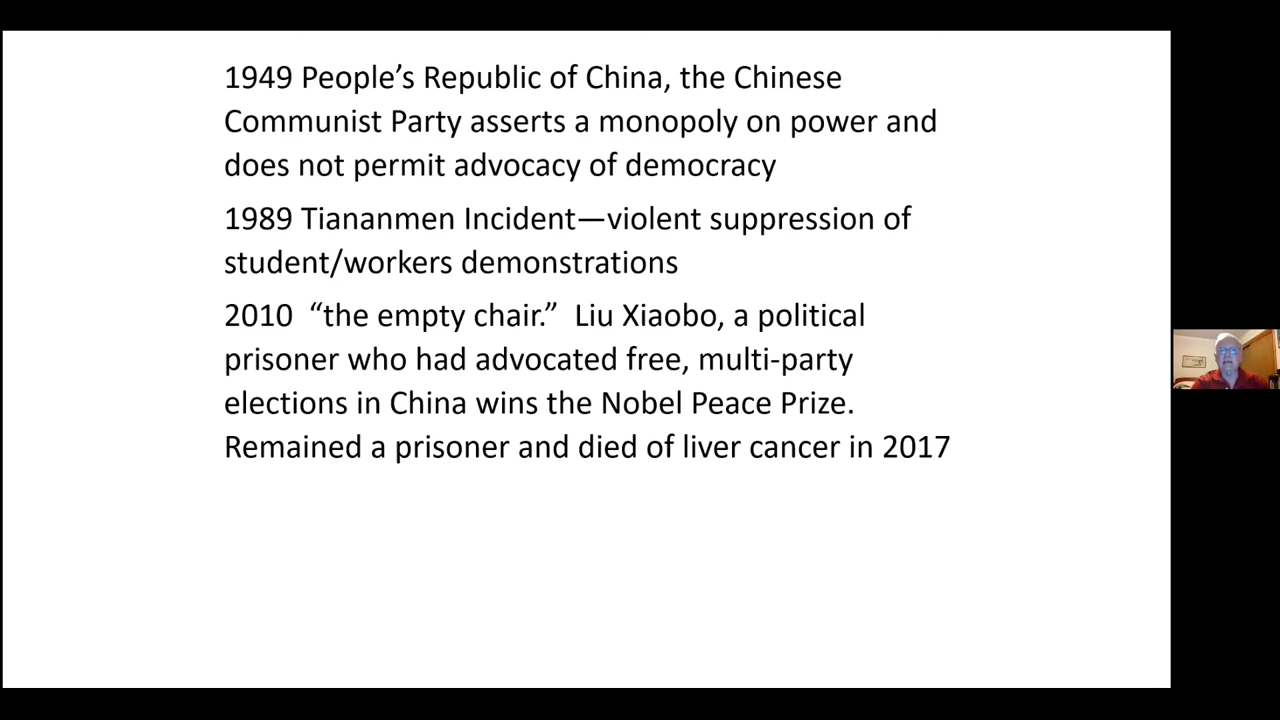 1949 People’s Republic of China, the Chinese
Communist Party asserts a monopoly on power and
does not permit advocacy of democracy
1989 Tiananmen Incident—violent suppression of
student/workers demonstrations
2010  “the empty chair.”  Liu Xiaobo, a political
prisoner who had advocated free, multi-party
elections in China wins the Nobel Peace Prize.
Remained a prisoner and died of liver cancer in 2017